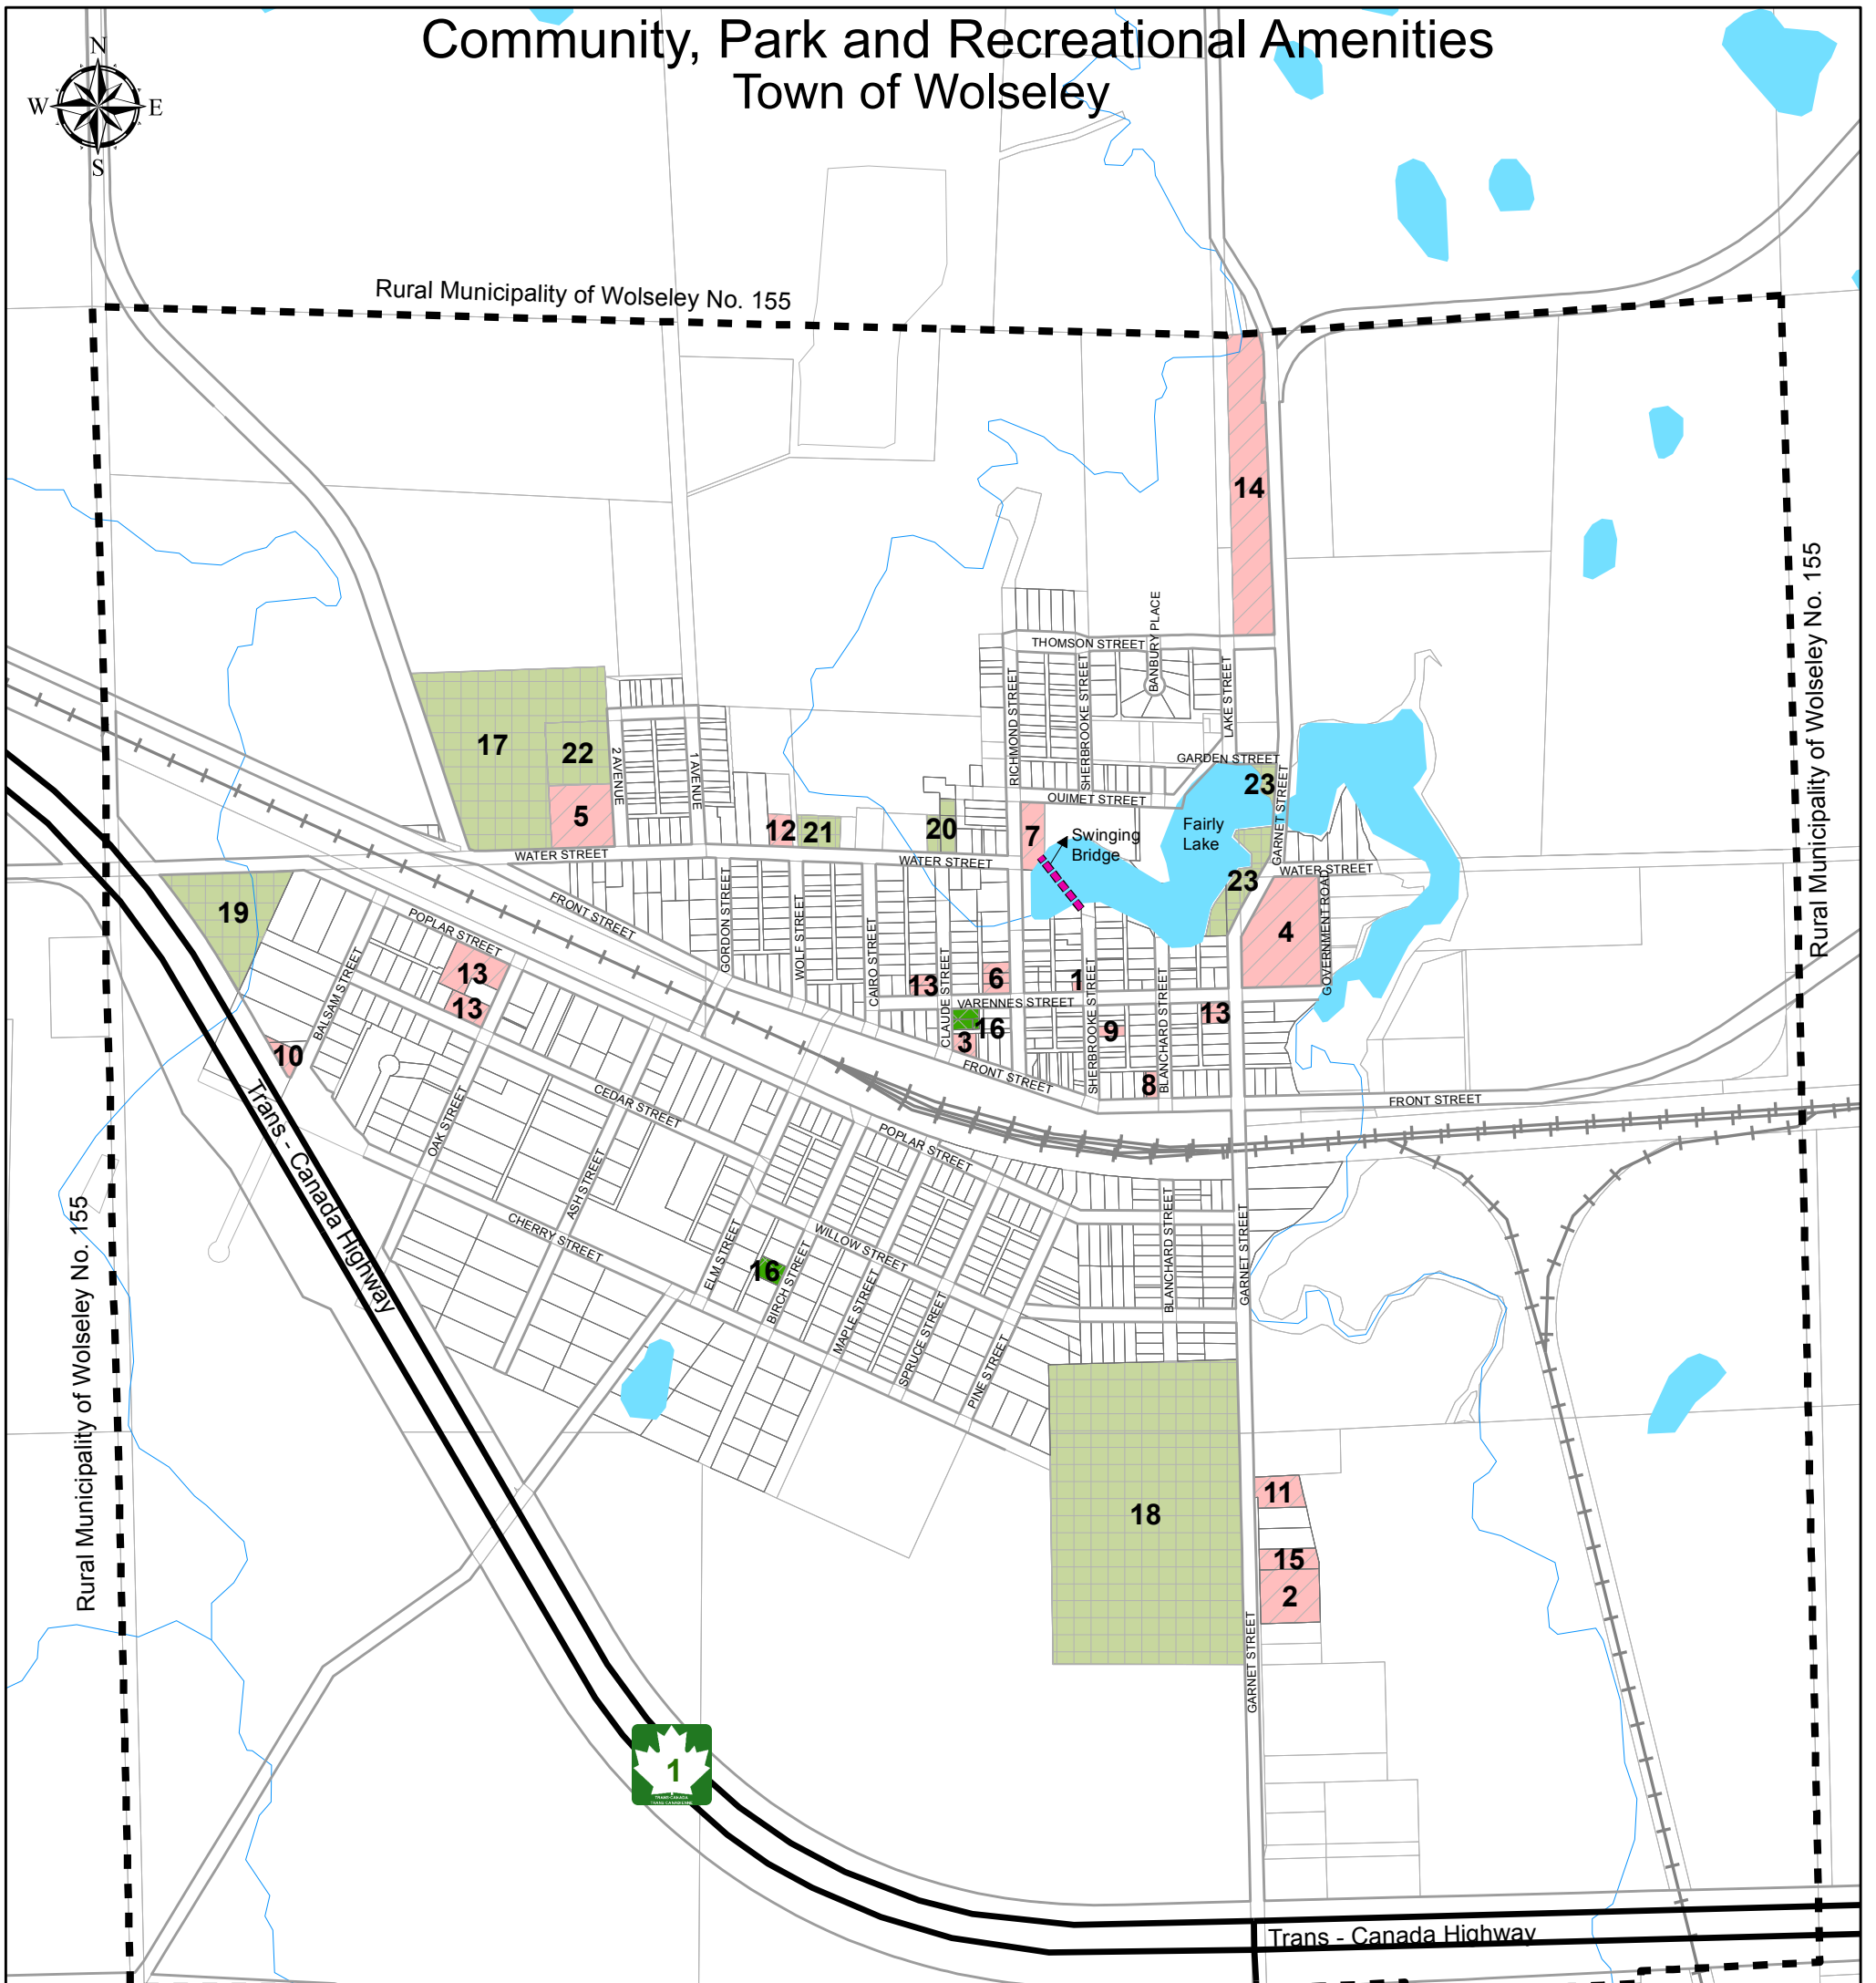 Community, Park and Recreational Amenities
Town of Wolseley
N
W
E
S
Rural Municipality of Wolseley No. 155
14
Rural Municipality of Wolseley No. 155
THOMSON STREET
BANBURY PLACE
RICHMOND STREET
SHERBROOKE STREET
LAKE STREET
17
22
2 AVENUE
1 AVENUE
GARDEN STREET
23
OUIMET STREET
GARNET STREET
5
12
21
20
7
Swinging
Bridge
Fairly
Lake
WATER STREET
WATER STREET
WATER STREET
23
19
POPLAR STREET
FRONT STREET
GORDON STREET
WOLF STREET
CAIRO STREET
CLAUDE STREET
4
GOVERNMENT ROAD
13
13
BALSAM STREET
13
6
1
VARENNES STREET
SHERBROOKE STREET
BLANCHARD STREET
13
16
9
3
10
FRONT STREET
8
FRONT STREET
Trans - Canada Highway
OAK STREET
CEDAR STREET
POPLAR STREET
ASH STREET
CHERRY STREET
ELM STREET
16
BIRCH STREET
WILLOW STREET
MAPLE STREET
SPRUCE STREET
PINE STREET
BLANCHARD STREET
GARNET STREET
Rural Municipality of Wolseley No. 155
18
11
15
2
GARNET STREET
1
TRANS-CANADA
Trans - Canada Highway